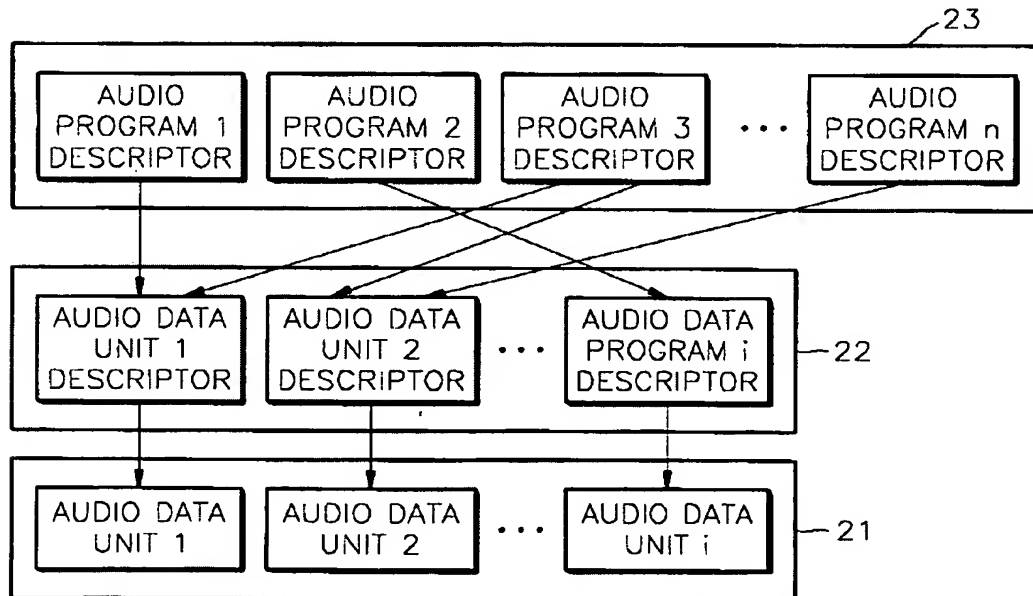 23
AUDIO
PROGRAM 1
DESCRIPTOR
AUDIO
PROGRAM 2
DESCRIPTOR
AUDIO
PROGRAM 3
DESCRIPTOR
...
AUDIO
PROGRAM n
DESCRIPTOR
AUDIO DATA
UNIT 1
DESCRIPTOR
AUDIO DATA
UNIT 2
DESCRIPTOR
...
AUDIO DATA
PROGRAM i
DESCRIPTOR
22
AUDIO DATA
UNIT 1
AUDIO DATA
UNIT 2
...
AUDIO DATA
UNIT i
21